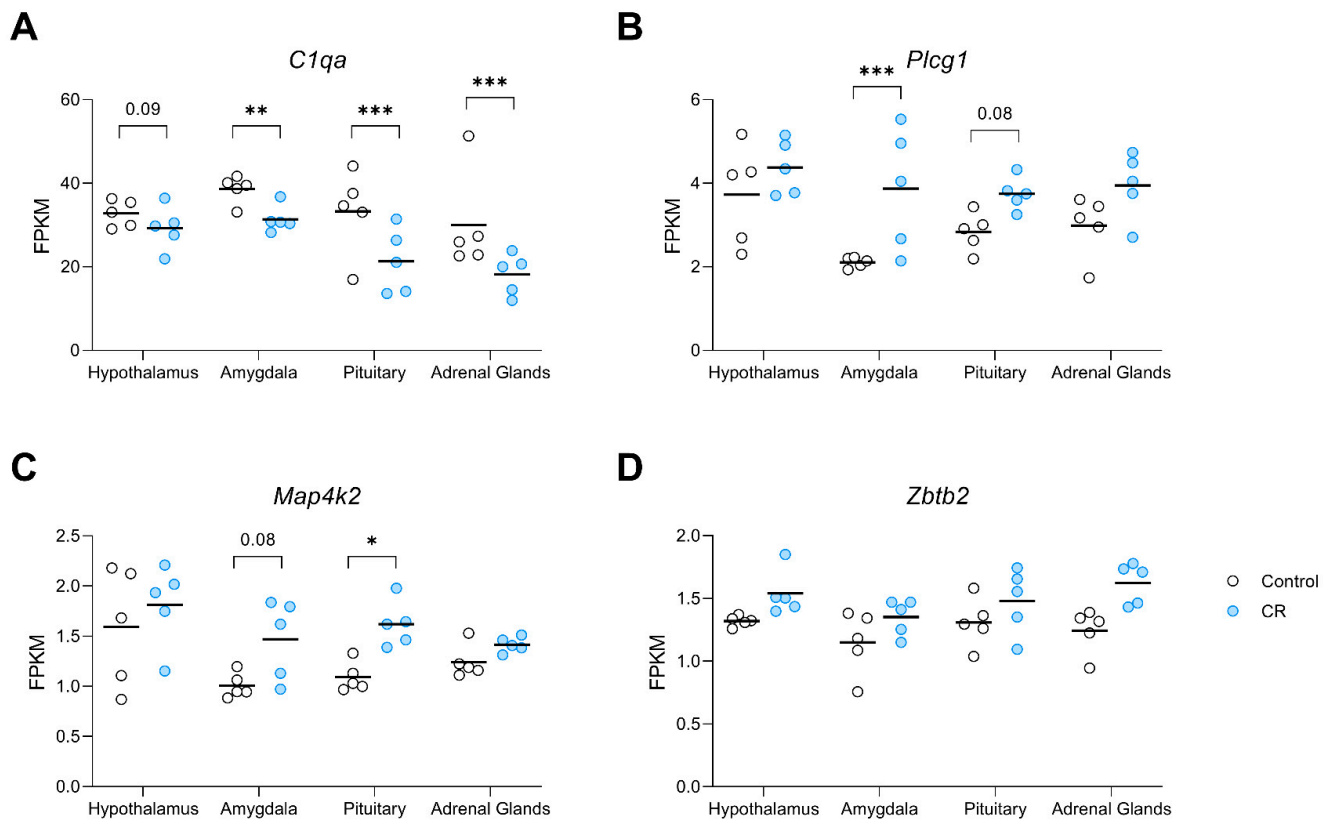 A
C1qa
FPKM
60
40
20
0
0.09
**
***
***
Hypothalamus
Amygdala
Pituitary
Adrenal Glands
B
Plcg1
FPKM
6
4
2
0
***
0.08
Hypothalamus
Amygdala
Pituitary
Adrenal Glands
C
Map4k2
FPKM
2.5
2.0
1.5
1.0
0.5
0.0
0.08
*
Hypothalamus
Amygdala
Pituitary
Adrenal Glands
D
Zbtb2
FPKM
2.0
1.5
1.0
0.5
0.0
Hypothalamus
Amygdala
Pituitary
Adrenal Glands
Control
CR